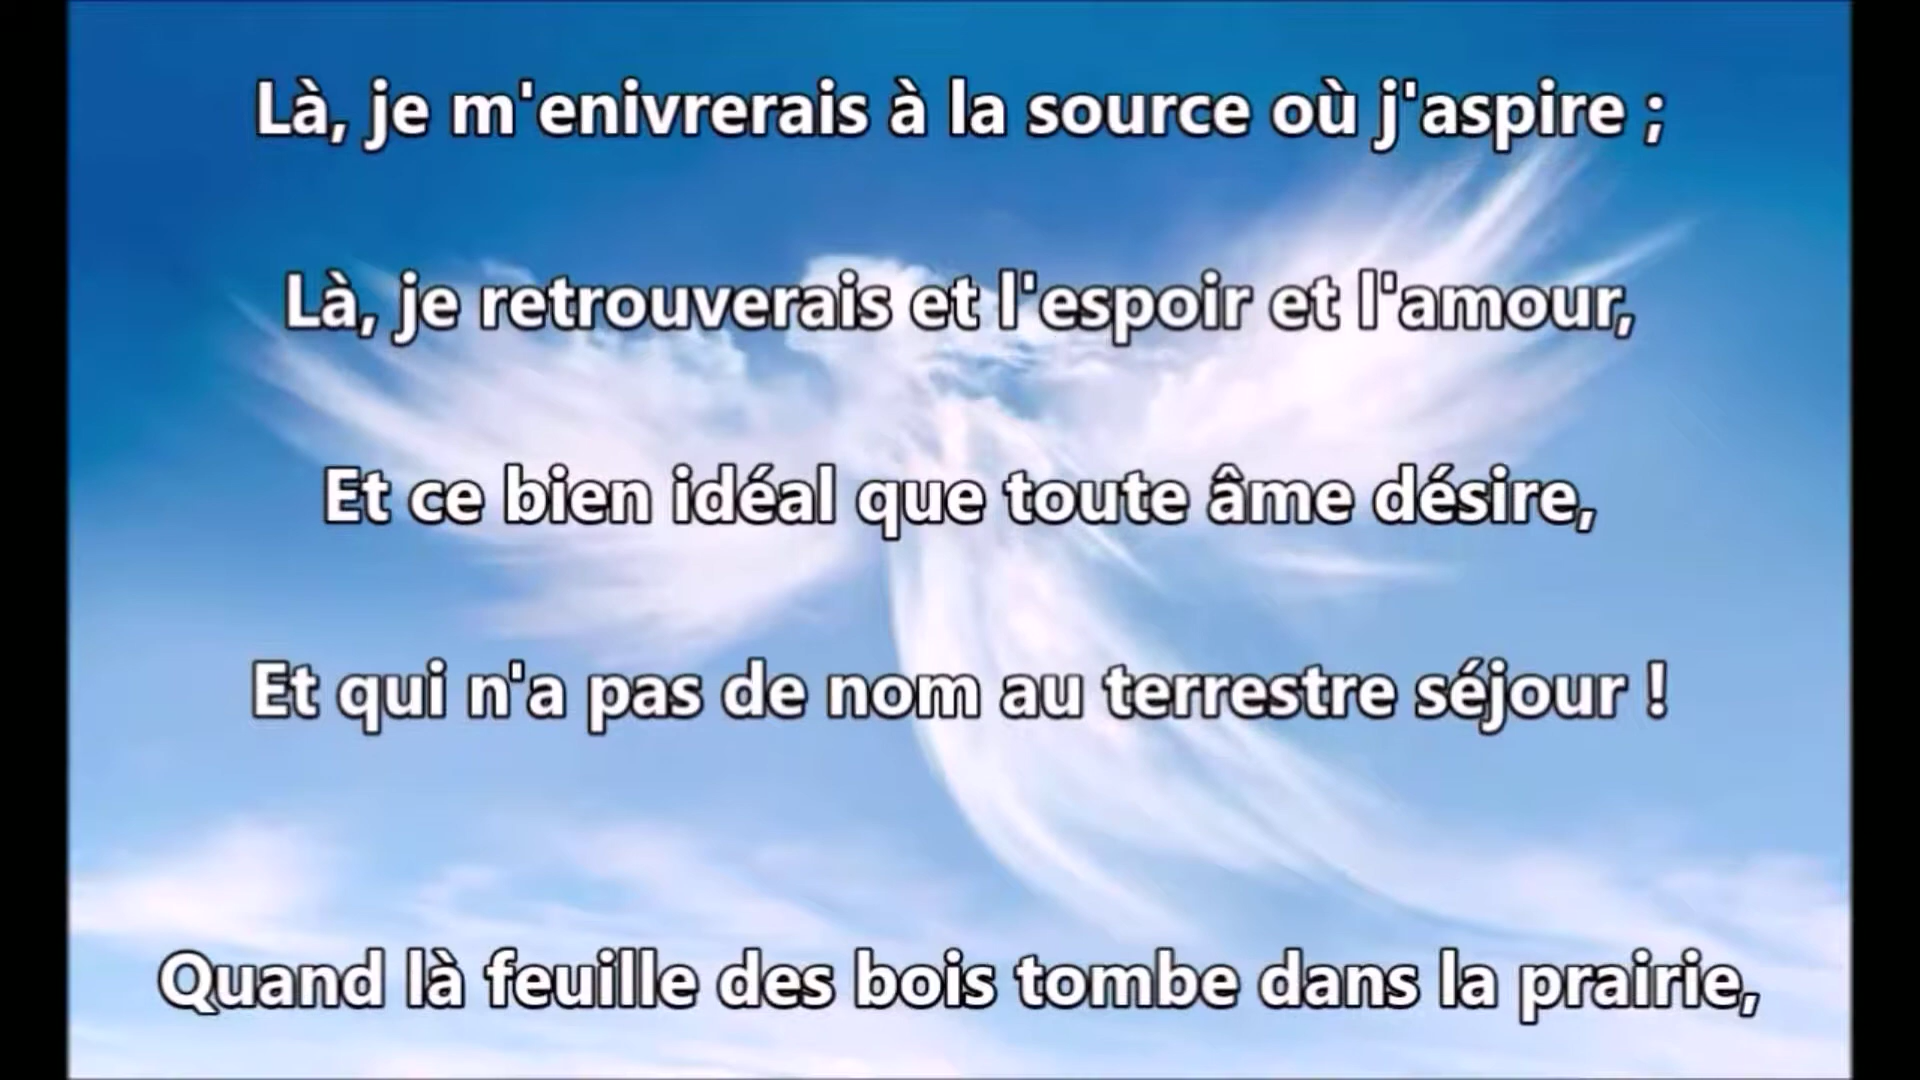 Là, je m'enivrerais à la source où j'aspire ;
Là, je retrouverais et l'espoir et l'amour,
Et ce bien idéal que toute âme désire,
Et qui n'a pas de nom au terrestre séjour !
Quand là feuille des bois tombe dans la prairie,